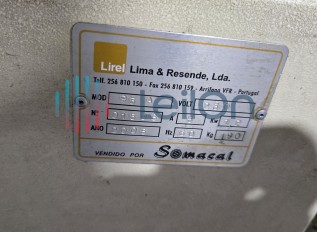 Lirel Lima & Resende, Lda.
Telf. 256 810 150 - Fax 256 810 159 - Arrifana VFR - Portugal
MOD VOLT
Nº A Kw
ANO Hz Kg
VENDIDO POR Somacal
leilon